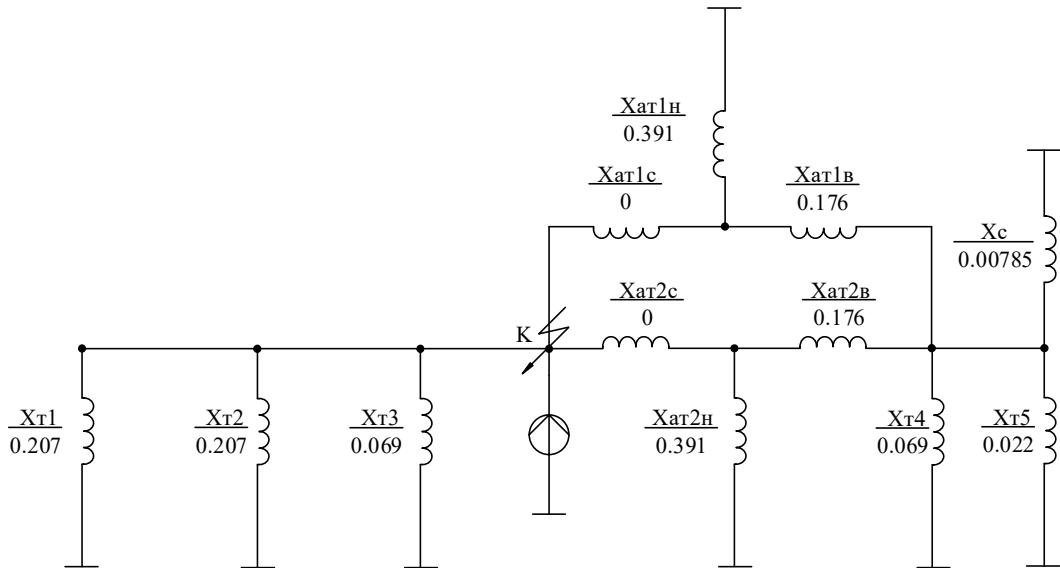 Xат1н
0.391
Xат1с
0
Xат1в
0.176
Xс
0.00785
Xат2с
0
Xат2в
0.176
К
Xт1
0.207
Xт2
0.207
Xт3
0.069
Xат2н
0.391
Xт4
0.069
Xт5
0.022